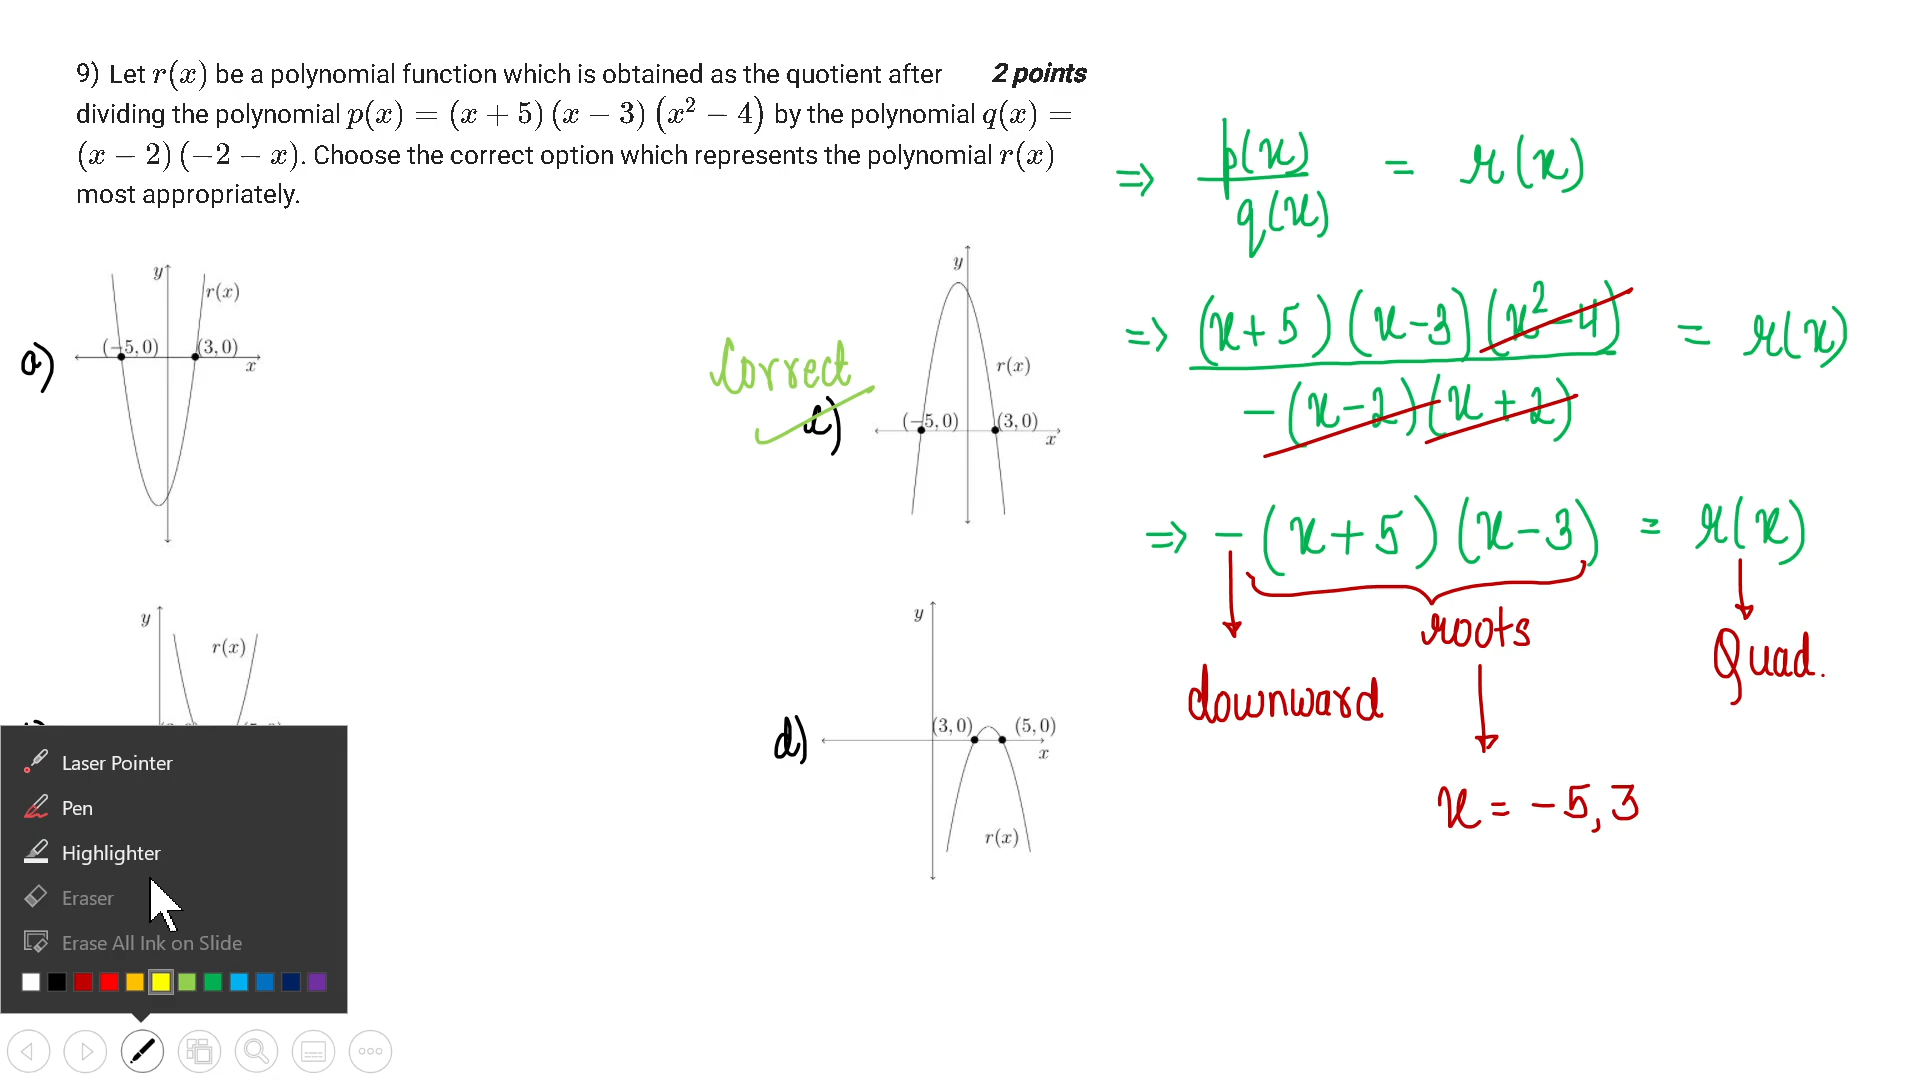 9) Let r(x) be a polynomial function which is obtained as the quotient after 2 points
dividing the polynomial p(x) = (x + 5) (x − 3) (x² − 4) by the polynomial q(x) =
(x − 2) (−2 − x). Choose the correct option which represents the polynomial r(x)
most appropriately.
a)
y
r(x)
(−5, 0)
(3, 0)
x
Correct
y
r(x)
(−5, 0)
(3, 0)
x
y
r(x)
d)
y
(3, 0)
(5, 0)
x
r(x)
⇒ p(x)/q(x) = r(x)
⇒ (x+5)(x−3)(x²−4) = r(x)
−(x−2)(x+2)
⇒ −(x+5)(x−3) = r(x)
downward
roots
Quad.
x = −5,3
Laser Pointer
Pen
Highlighter
Eraser
Erase All Ink on Slide